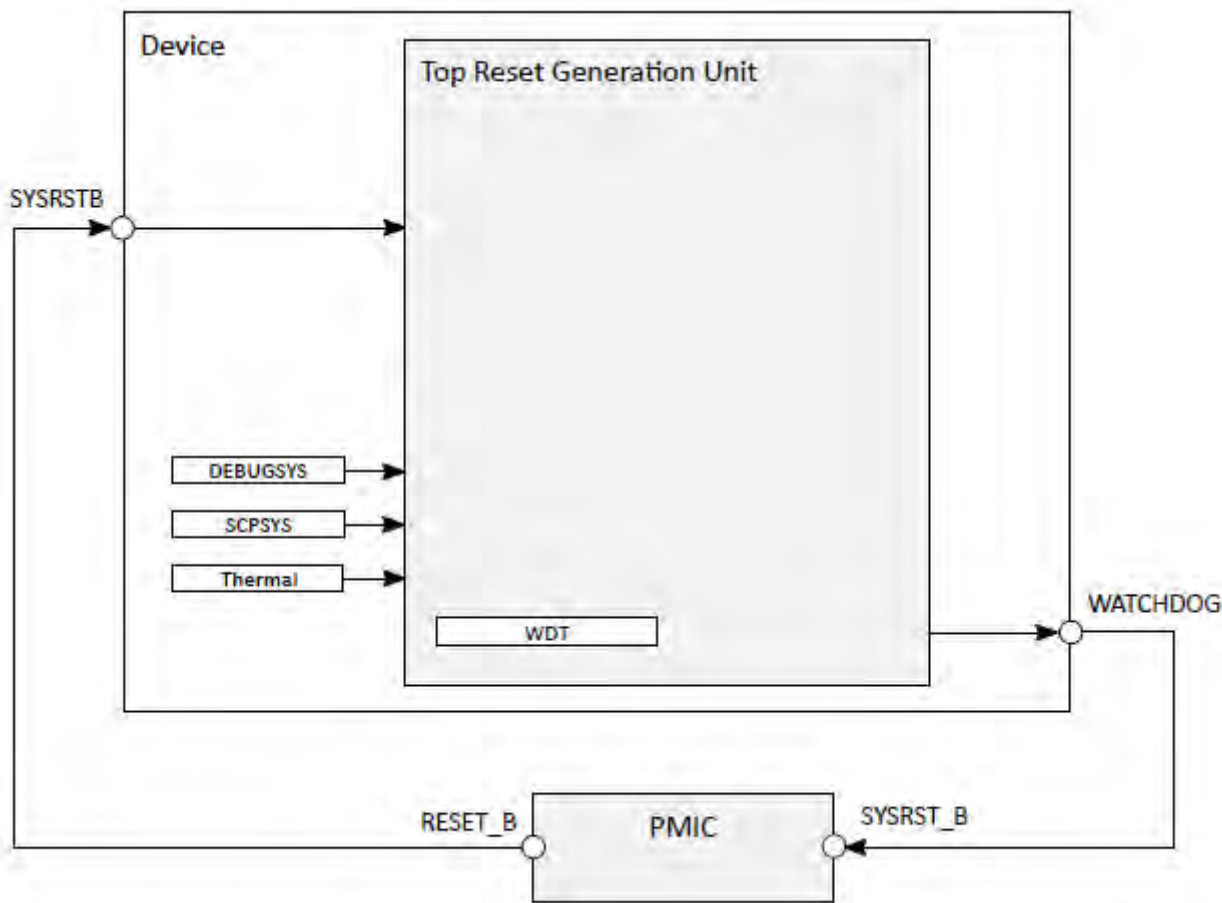 Device
Top Reset Generation Unit
SYSRSTB
DEBUGSYS
SCPSYS
Thermal
WDT
WATCHDOG
RESET_B
PMIC
SYSRST_B